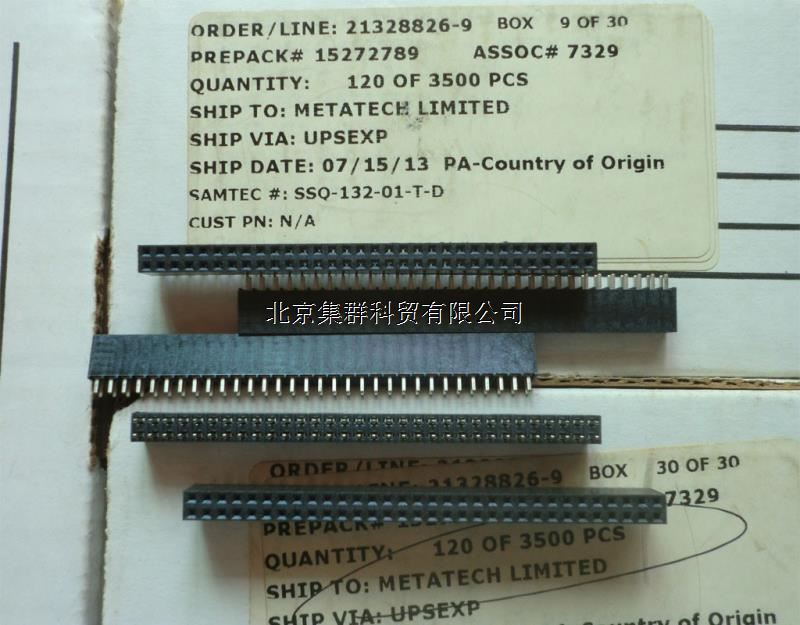 ORDER/LINE: 21328826-9 BOX 9 OF 30
PREPACK# 15272789 ASSOC# 7329
QUANTITY: 120 OF 3500 PCS
SHIP TO: METATECH LIMITED
SHIP VIA: UPSEXP
SHIP DATE: 07/15/13 PA-Country of Origin
SAMTEC #: SSQ-132-01-T-D
CUST PN: N/A
北京集群科贸有限公司
ORDER/LINE: 21328826-9 BOX 30 OF 30
PREPACK# 7329
QUANTITY: 120 OF 3500 PCS
SHIP TO: METATECH LIMITED
SHIP VIA: UPSEXP
Country of Origin